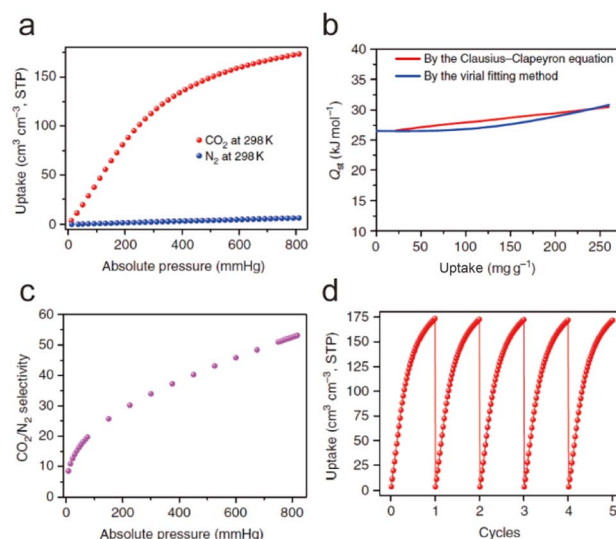 a
Uptake (cm³ cm⁻³, STP)
150
100
50
0
CO₂ at 298 K
N₂ at 298 K
200
400
600
800
Absolute pressure (mmHg)
b
Qst (kJ mol⁻¹)
40
35
30
25
20
15
10
By the Clausius–Clapeyron equation
By the virial fitting method
0
50
100
150
200
250
Uptake (mg g⁻¹)
c
CO₂/N₂ selectivity
60
50
40
30
20
10
0
0
200
400
600
800
Absolute pressure (mmHg)
d
Uptake (cm³ cm⁻³, STP)
175
150
125
100
75
50
25
0
0
1
2
3
4
5
Cycles